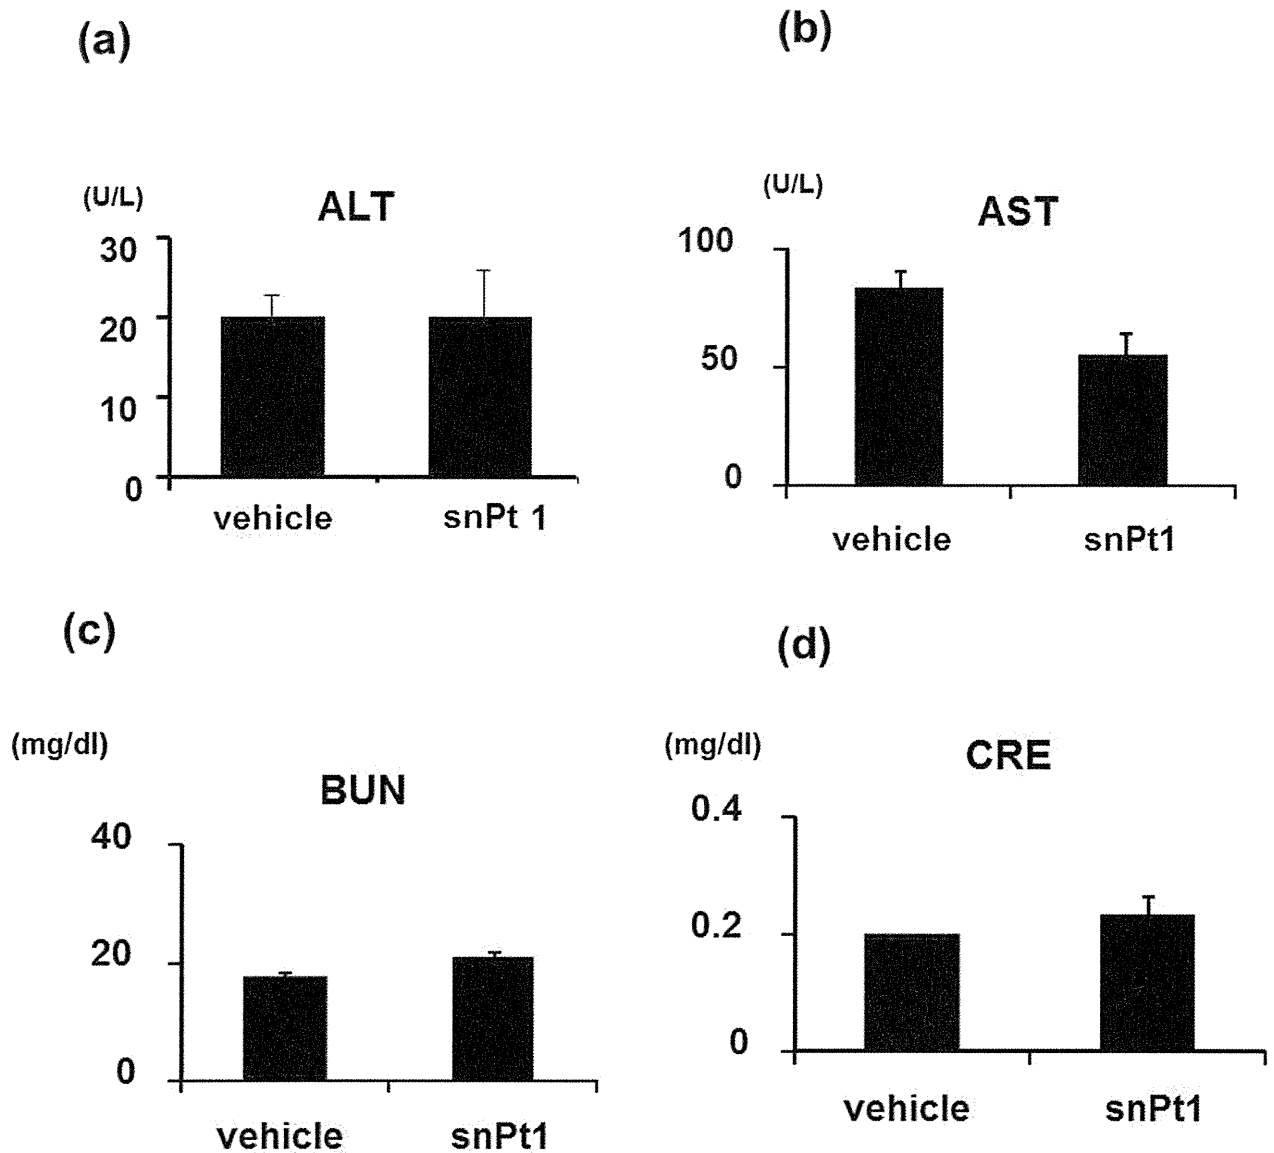 (a)
(U/L)
ALT
30
20
10
0
vehicle snPt 1
(b)
(U/L)
AST
100
50
0
vehicle snPt1
(c)
(mg/dl)
BUN
40
20
0
vehicle snPt1
(d)
(mg/dl)
CRE
0.4
0.2
0
vehicle snPt1